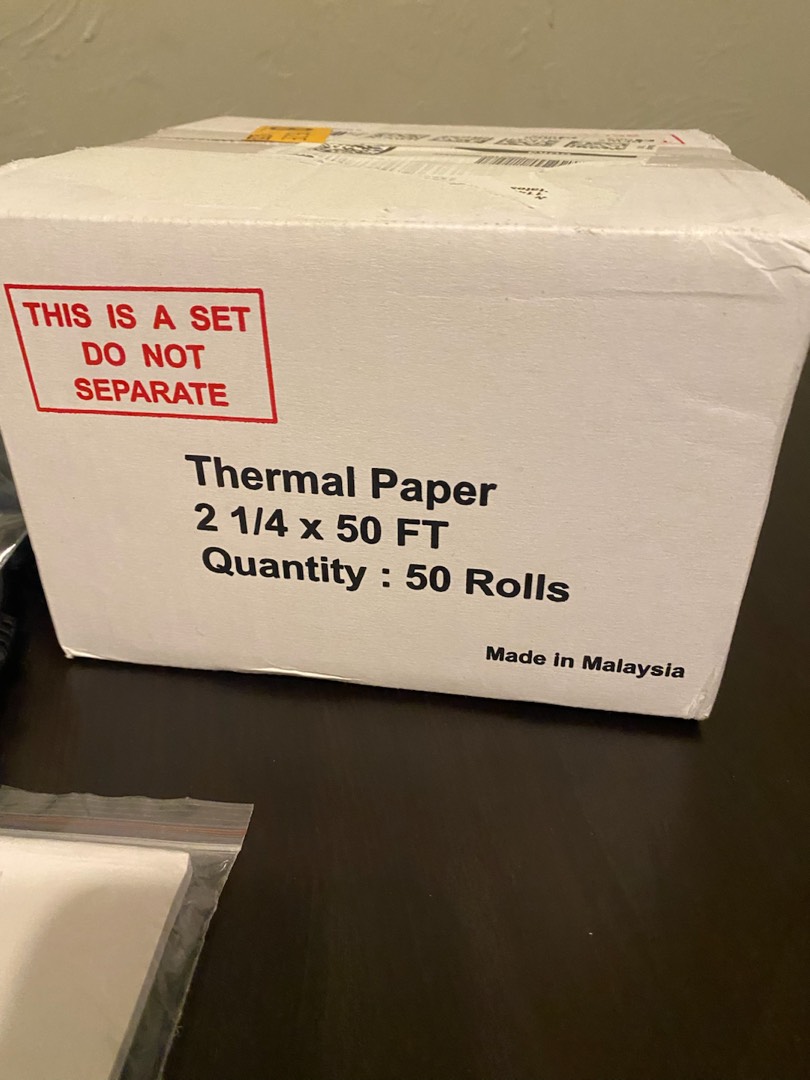 THIS IS A SET
DO NOT
SEPARATE
Thermal Paper
2 1/4 x 50 FT
Quantity : 50 Rolls
Made in Malaysia